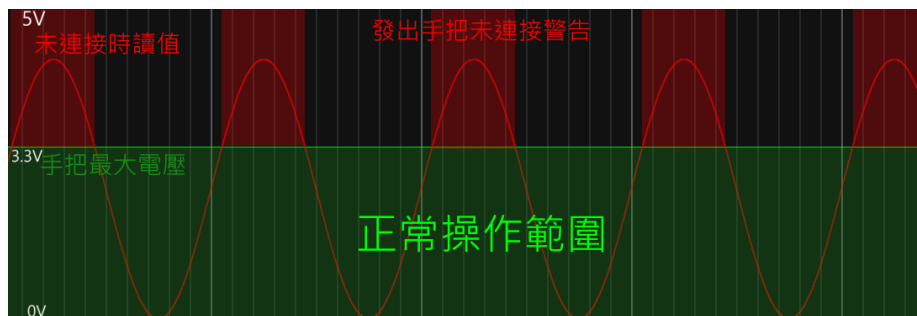 5V
未連接時讀值
發出手把未連接警告
3.3V
手把最大電壓
正常操作範圍
0V